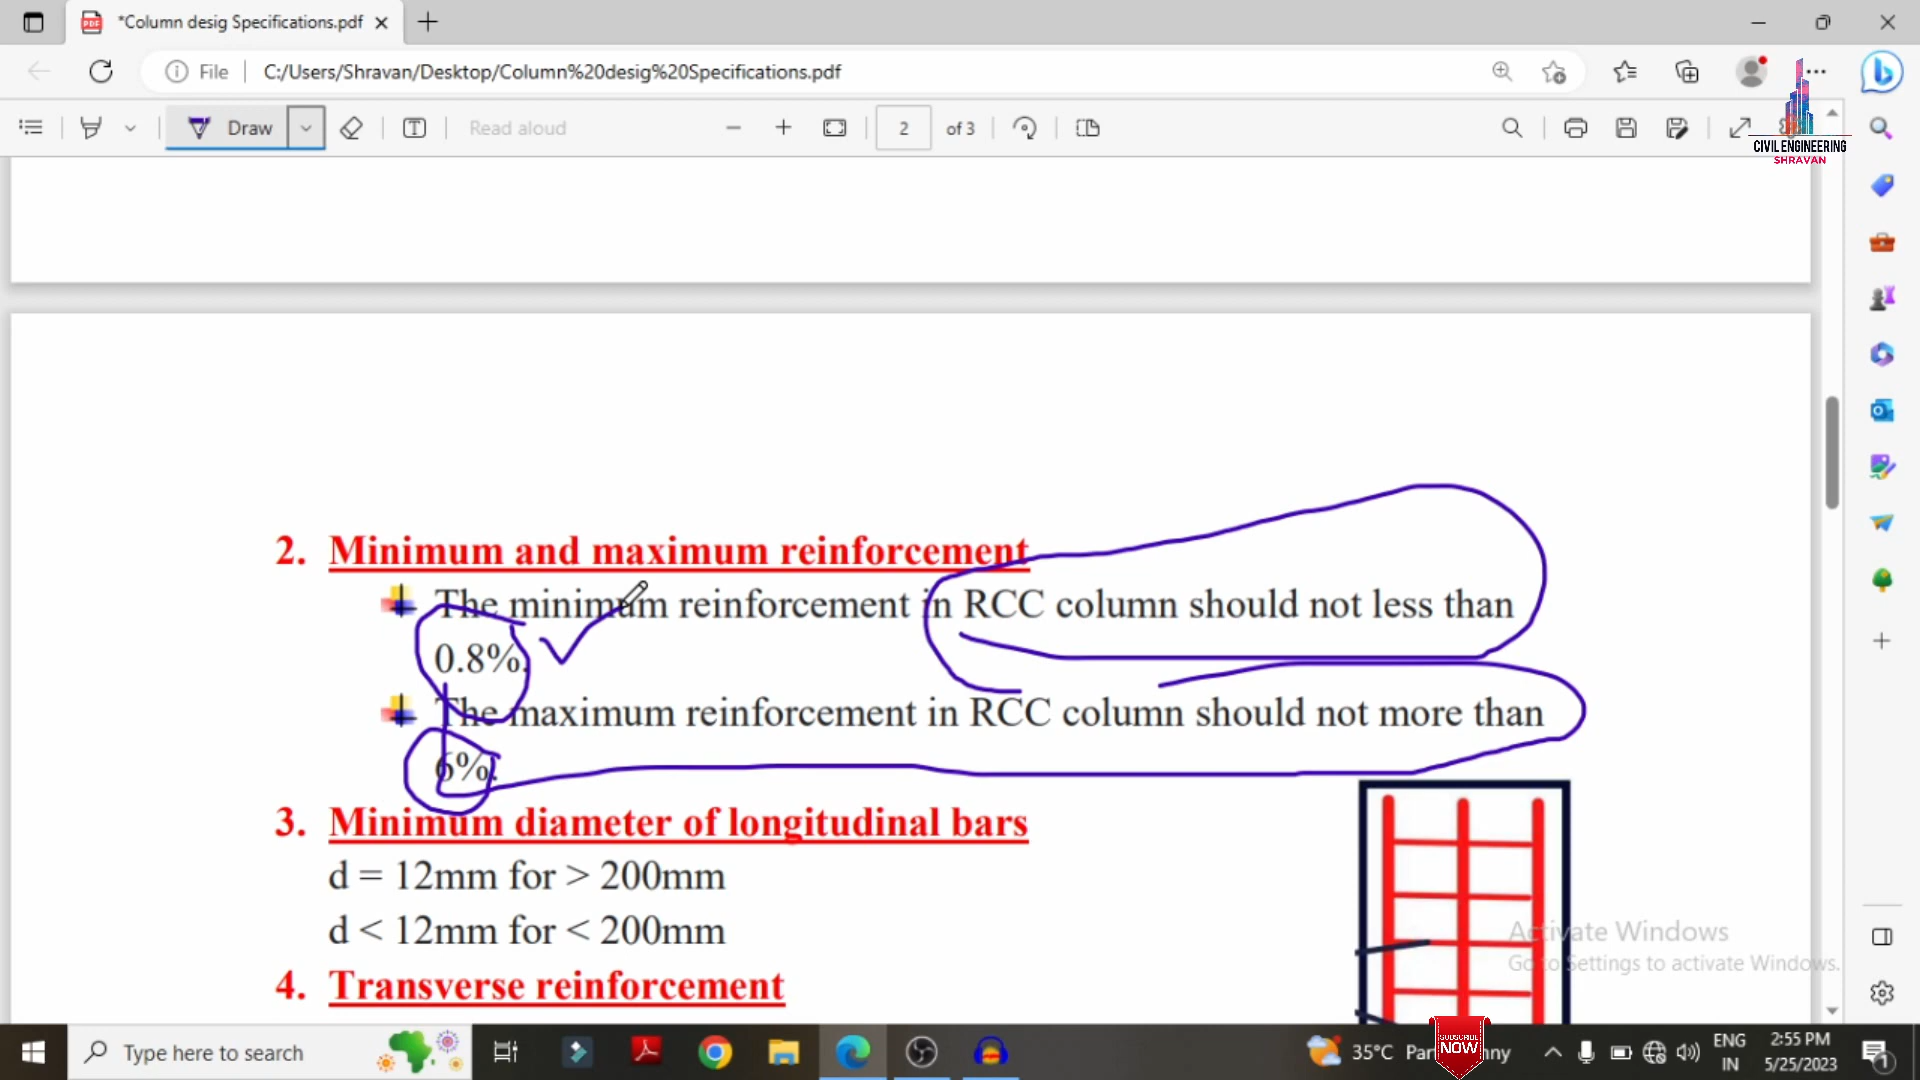 *Column desig Specifications.pdf
File
C:/Users/Shravan/Desktop/Column%20desig%20Specifications.pdf
Draw
Read aloud
2
of 3
CIVIL ENGINEERING
SHRAVAN
2. Minimum and maximum reinforcement
The minimum reinforcement in RCC column should not less than
0.8%.
The maximum reinforcement in RCC column should not more than
6%.
3. Minimum diameter of longitudinal bars
d = 12mm for > 200mm
d < 12mm for < 200mm
4. Transverse reinforcement
Activate Windows
Go to Settings to activate Windows.
Type here to search
35°C
SUBSCRIBE
NOW
ENG
IN
2:55 PM
5/25/2023
1